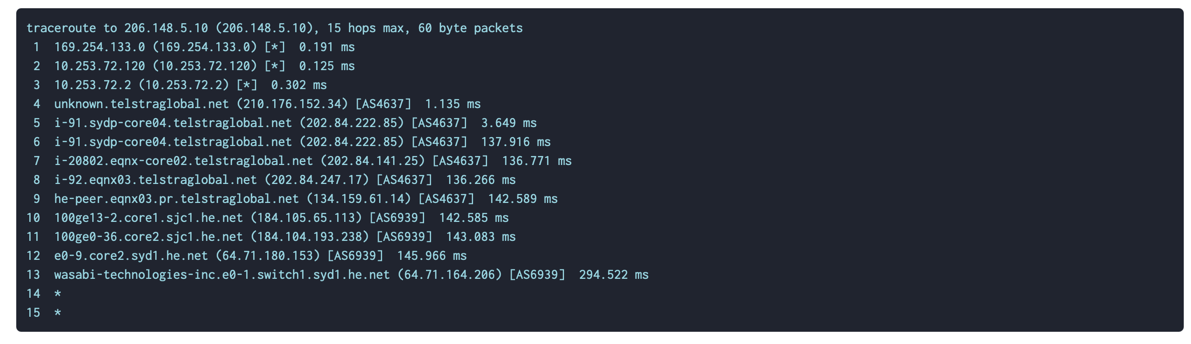 traceroute to 206.148.5.10 (206.148.5.10), 15 hops max, 60 byte packets
1 169.254.133.0 (169.254.133.0) [*] 0.191 ms
2 10.253.72.120 (10.253.72.120) [*] 0.125 ms
3 10.253.72.2 (10.253.72.2) [*] 0.302 ms
4 unknown.telstraglobal.net (210.176.152.34) [AS4637] 1.135 ms
5 i-91.sydp-core04.telstraglobal.net (202.84.222.85) [AS4637] 3.649 ms
6 i-91.sydp-core04.telstraglobal.net (202.84.222.85) [AS4637] 137.916 ms
7 i-20802.eqnx-core02.telstraglobal.net (202.84.141.25) [AS4637] 136.771 ms
8 i-92.eqnx03.telstraglobal.net (202.84.247.17) [AS4637] 136.266 ms
9 he-peer.eqnx03.pr.telstraglobal.net (134.159.61.14) [AS4637] 142.589 ms
10 100ge13-2.core1.sjc1.he.net (184.105.65.113) [AS6939] 142.585 ms
11 100ge0-36.core2.sjc1.he.net (184.104.193.238) [AS6939] 143.083 ms
12 e0-9.core2.syd1.he.net (64.71.180.153) [AS6939] 145.966 ms
13 wasabi-technologies-inc.e0-1.switch1.syd1.he.net (64.71.164.206) [AS6939] 294.522 ms
14 *
15 *